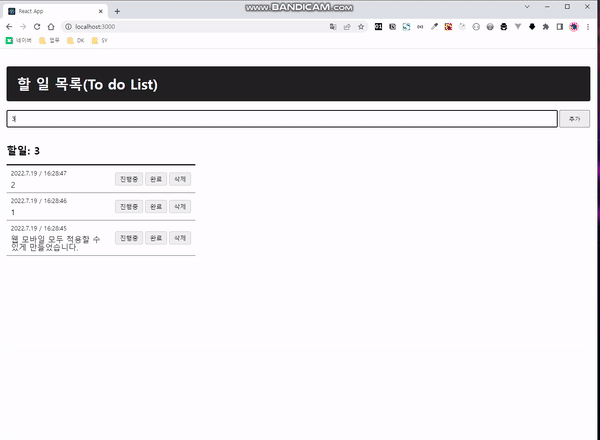 www.BANDICAM.com
React App
localhost:3000
네이버 업무 DK SY
할 일 목록(To do List)
3
추가
할일: 3
2022.7.19 / 16:28:47
2
진행중 완료 삭제
2022.7.19 / 16:28:46
1
진행중 완료 삭제
2022.7.19 / 16:28:45
웹 모바일 모두 적용할 수
있게 만들었습니다.
진행중 완료 삭제